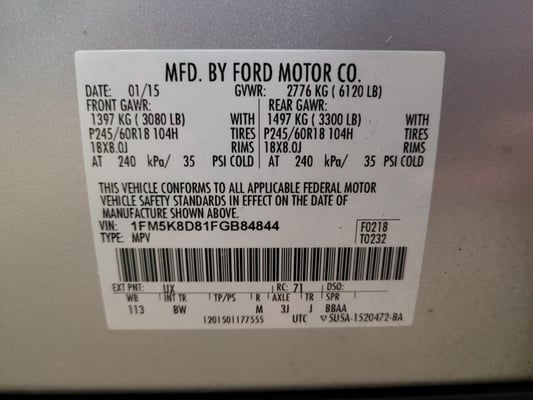 MFD. BY FORD MOTOR CO.
DATE: 01/15 GVWR: 2776 KG ( 6120 LB)
FRONT GAWR: REAR GAWR:
1397 KG ( 3080 LB) WITH 1497 KG ( 3300 LB) WITH
P245/60R18 104H TIRES P245/60R18 104H TIRES
18X8.0J RIMS 18X8.0J RIMS
AT 240 kPa/ 35 PSI COLD AT 240 kPa/ 35 PSI COLD
THIS VEHICLE CONFORMS TO ALL APPLICABLE FEDERAL MOTOR
VEHICLE SAFETY STANDARDS IN EFFECT ON THE DATE OF
MANUFACTURE SHOWN ABOVE.
VIN: 1FM5K8D81FGB84844 F0218
TYPE: MPV T0232
EXT PNT: UX RC: 71 DSO:
WB INT TR TP/PS R AXLE TR SPR
113 BW M 3J J BBAA
1201501177555 UTC ▽5U5A-1520472-BA